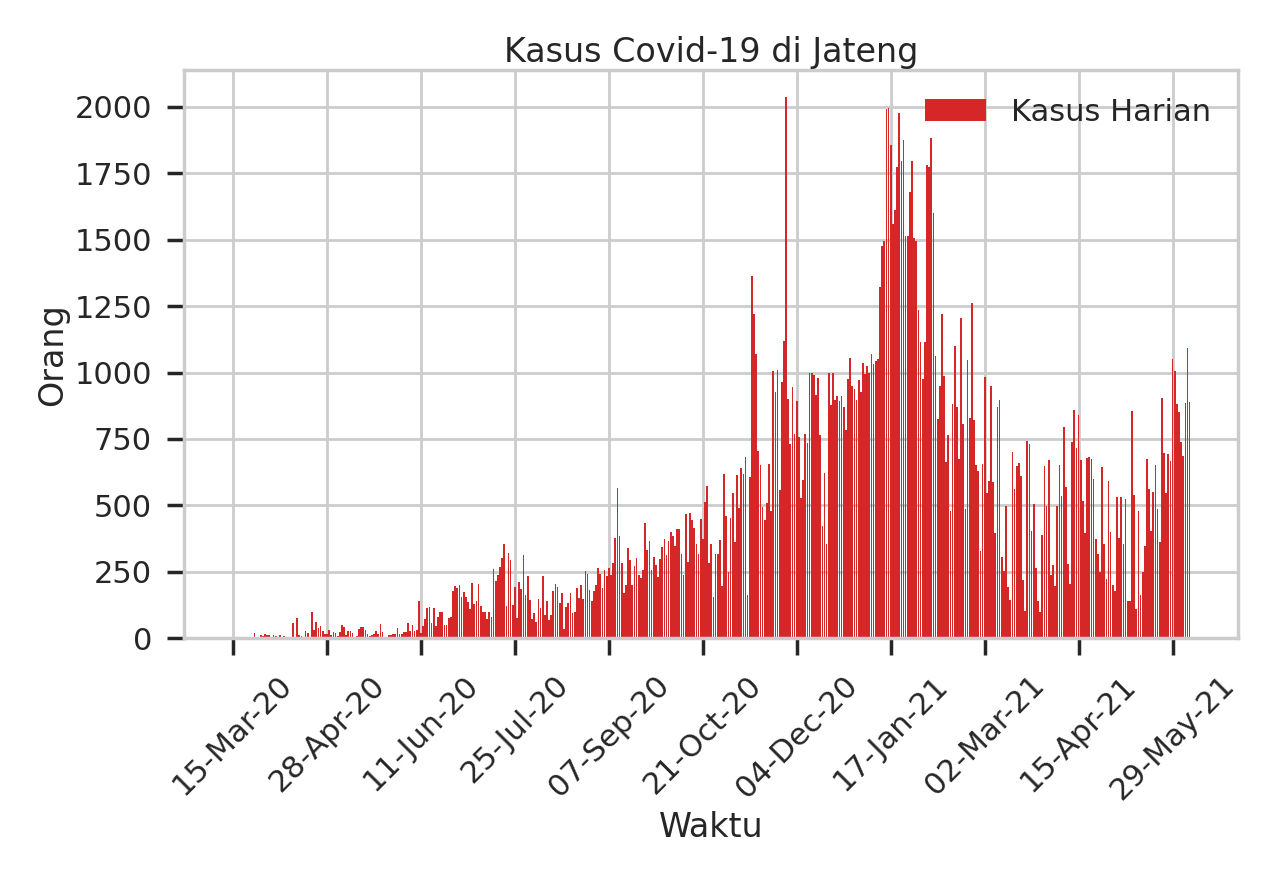 Kasus Covid-19 di Jateng
Kasus Harian
2000
1750
1500
1250
1000
750
500
250
0
Orang
15-Mar-20
28-Apr-20
11-Jun-20
25-Jul-20
07-Sep-20
21-Oct-20
04-Dec-20
17-Jan-21
02-Mar-21
15-Apr-21
29-May-21
Waktu